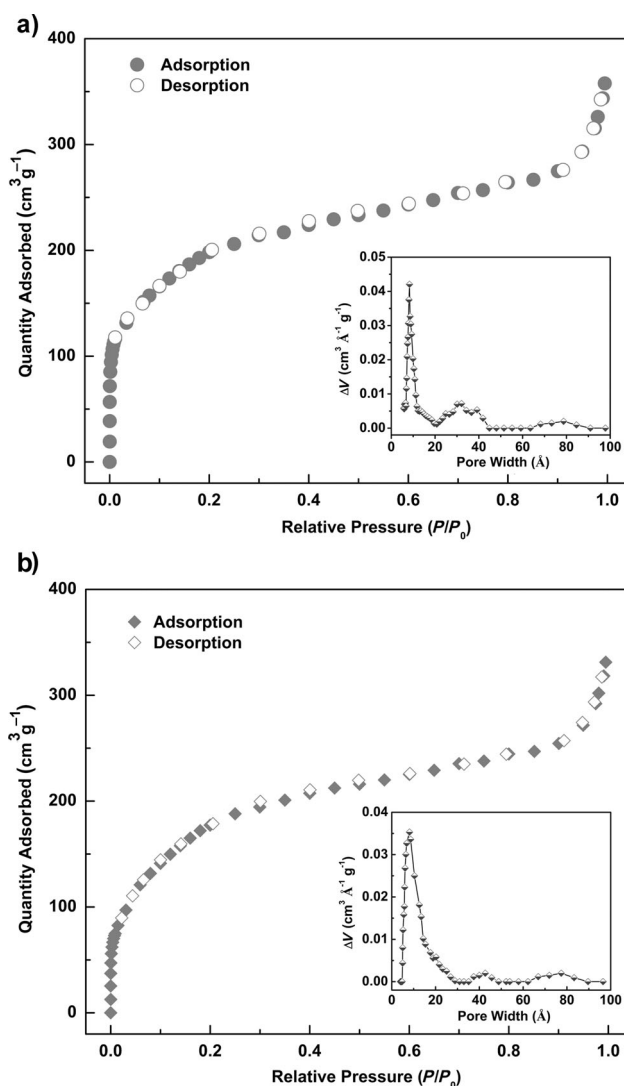 a)
400
300
200
100
0
Quantity Adsorbed (cm³g⁻¹)
Adsorption
Desorption
0.05
0.04
0.03
0.02
0.01
0.00
ΔV (cm³ Å⁻¹ g⁻¹)
0 20 40 60 80 100
Pore Width (Å)
0.0 0.2 0.4 0.6 0.8 1.0
Relative Pressure (P/P₀)
b)
400
300
200
100
0
Quantity Adsorbed (cm³g⁻¹)
Adsorption
Desorption
0.04
0.03
0.02
0.01
0.00
ΔV (cm³ Å⁻¹ g⁻¹)
0 20 40 60 80 100
Pore Width (Å)
0.0 0.2 0.4 0.6 0.8 1.0
Relative Pressure (P/P₀)